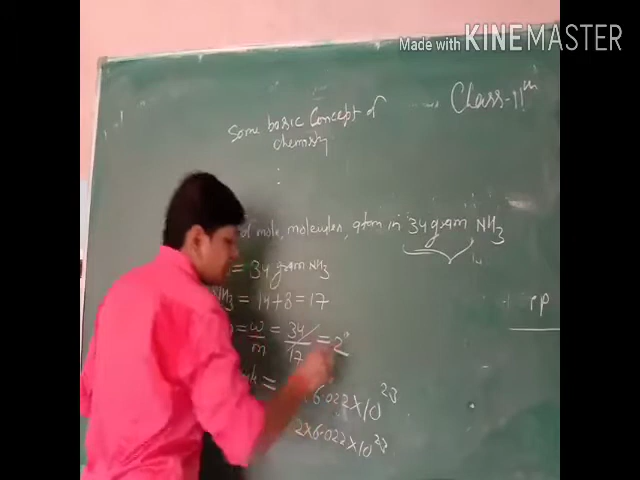 Made with KINEMASTER
Class-11th
Some basic Concept of
chemistry
of mole, molecules, atom in 34 gram NH3
= 34 gram NH3
= 14+3 = 17
= w/m = 34/17 = 2
PP
= 6.022×10^23
2×6.022×10^23